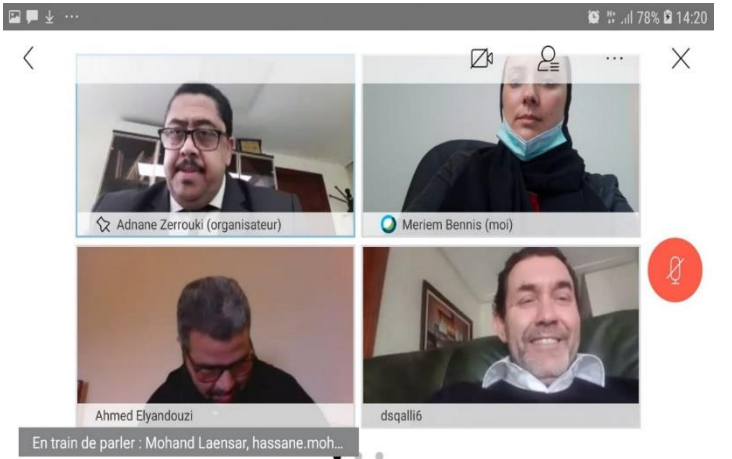 78% 14:20
Adnane Zerrouki (organisateur)
Meriem Bennis (moi)
Ahmed Elyandouzi
dsqalli6
En train de parler : Mohand Laensar, hassane.moh...